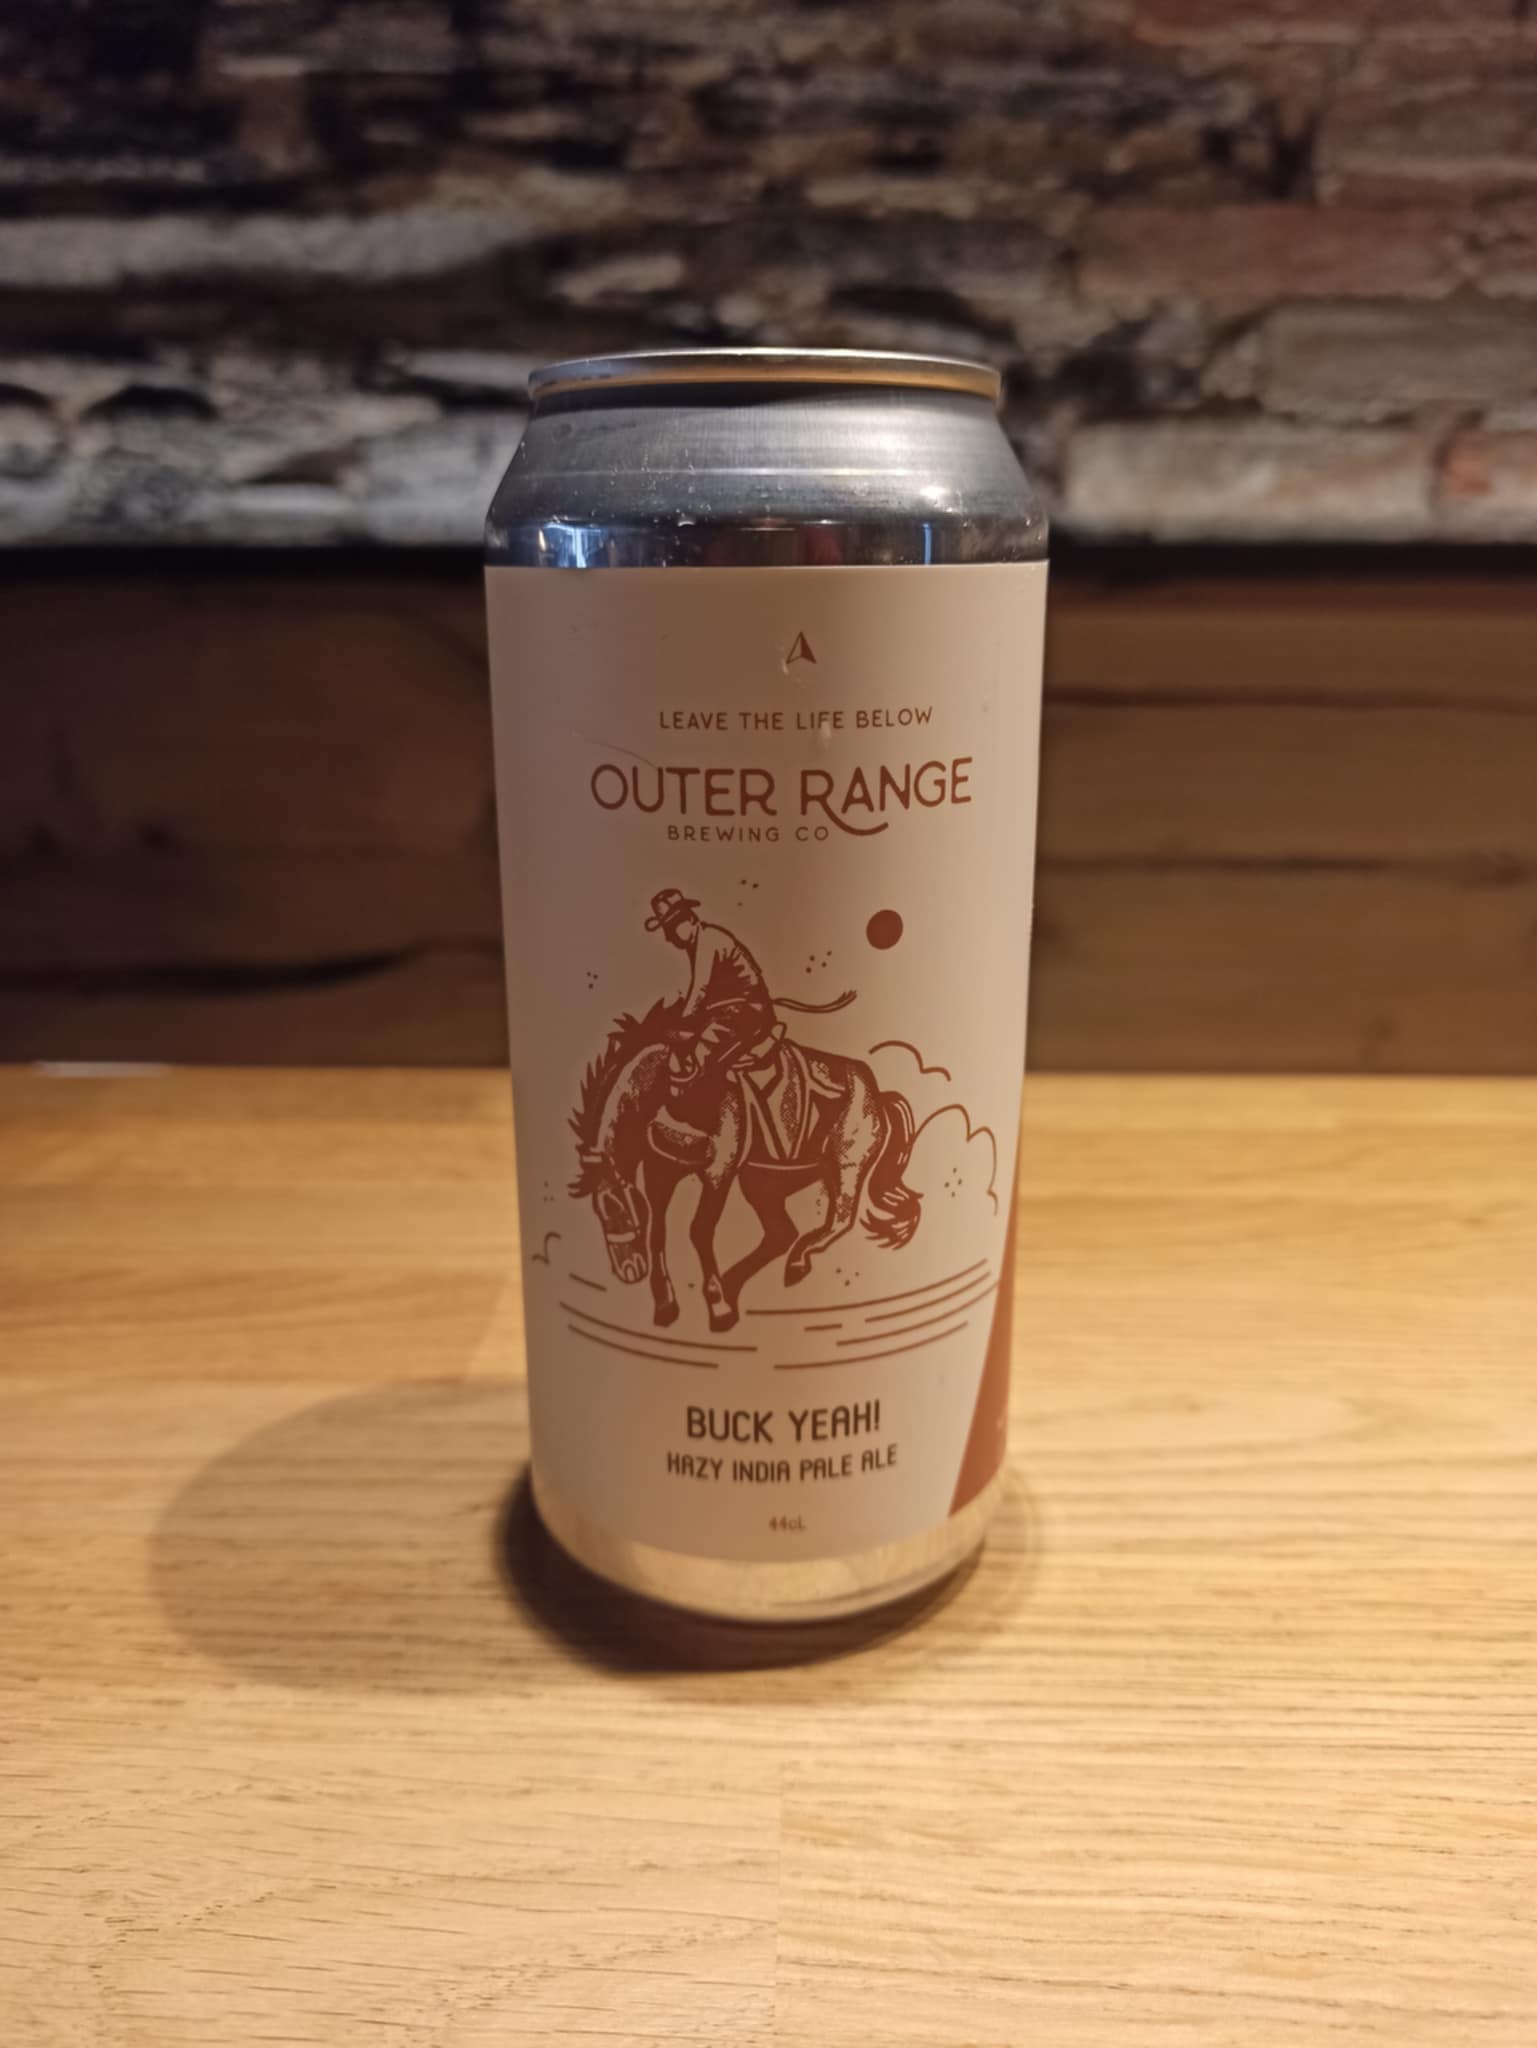 LEAVE THE LIFE BELOW
OUTER RANGE
BREWING CO
BUCK YEAH!
HAZY INDIA PALE ALE
44cL